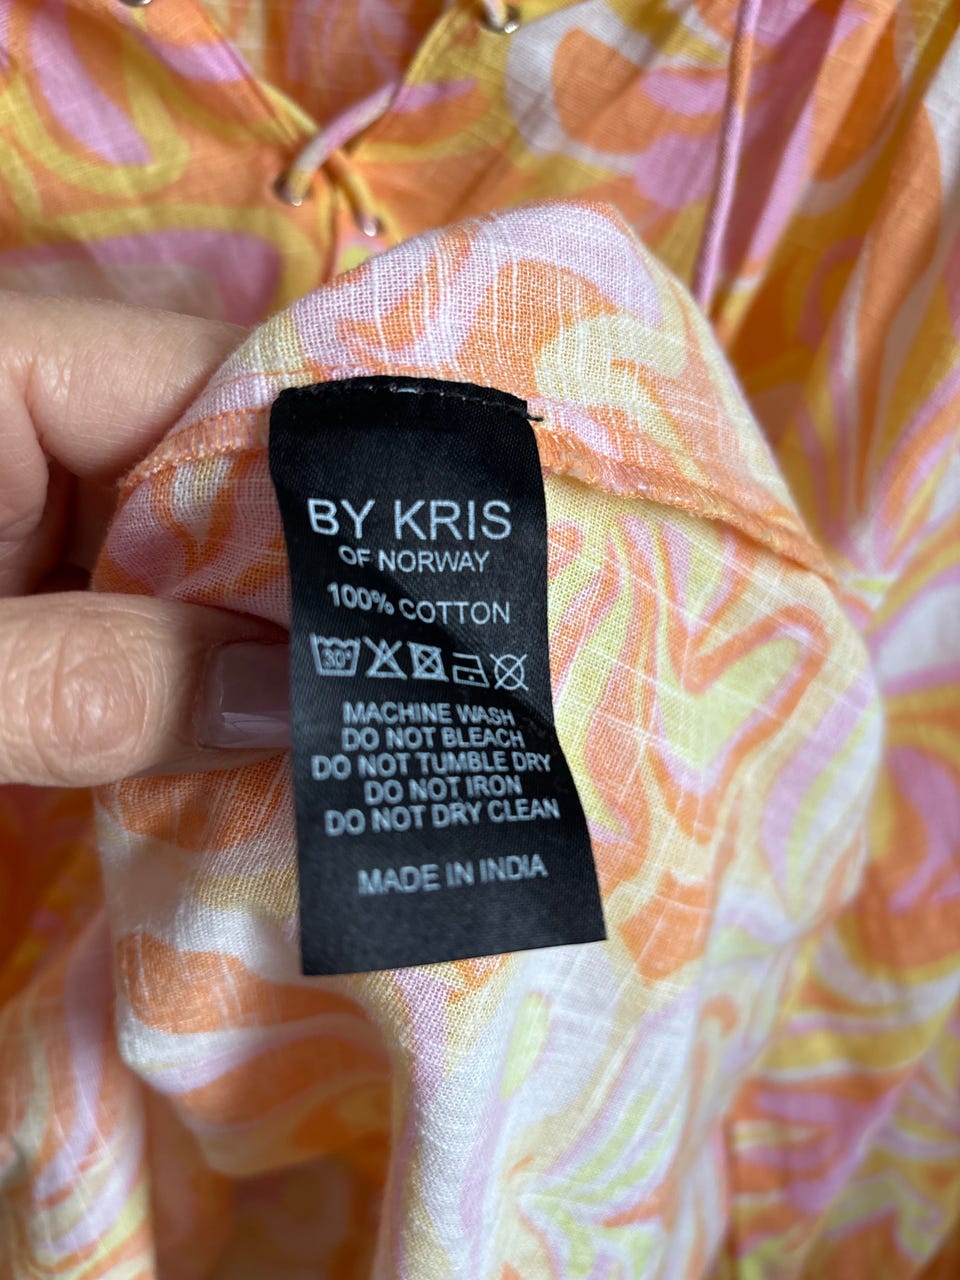 BY KRIS
OF NORWAY
100% COTTON
30°
MACHINE WASH
DO NOT BLEACH
DO NOT TUMBLE DRY
DO NOT IRON
DO NOT DRY CLEAN
MADE IN INDIA